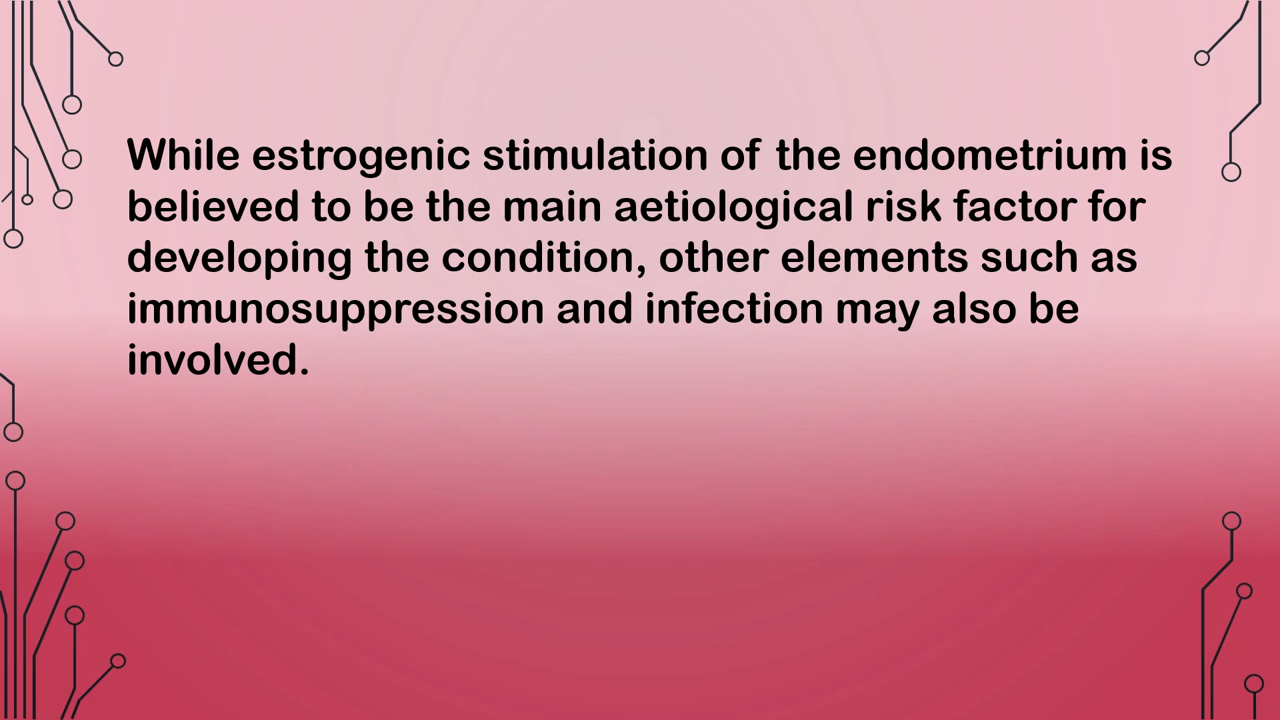 While estrogenic stimulation of the endometrium is
believed to be the main aetiological risk factor for
developing the condition, other elements such as
immunosuppression and infection may also be
involved.